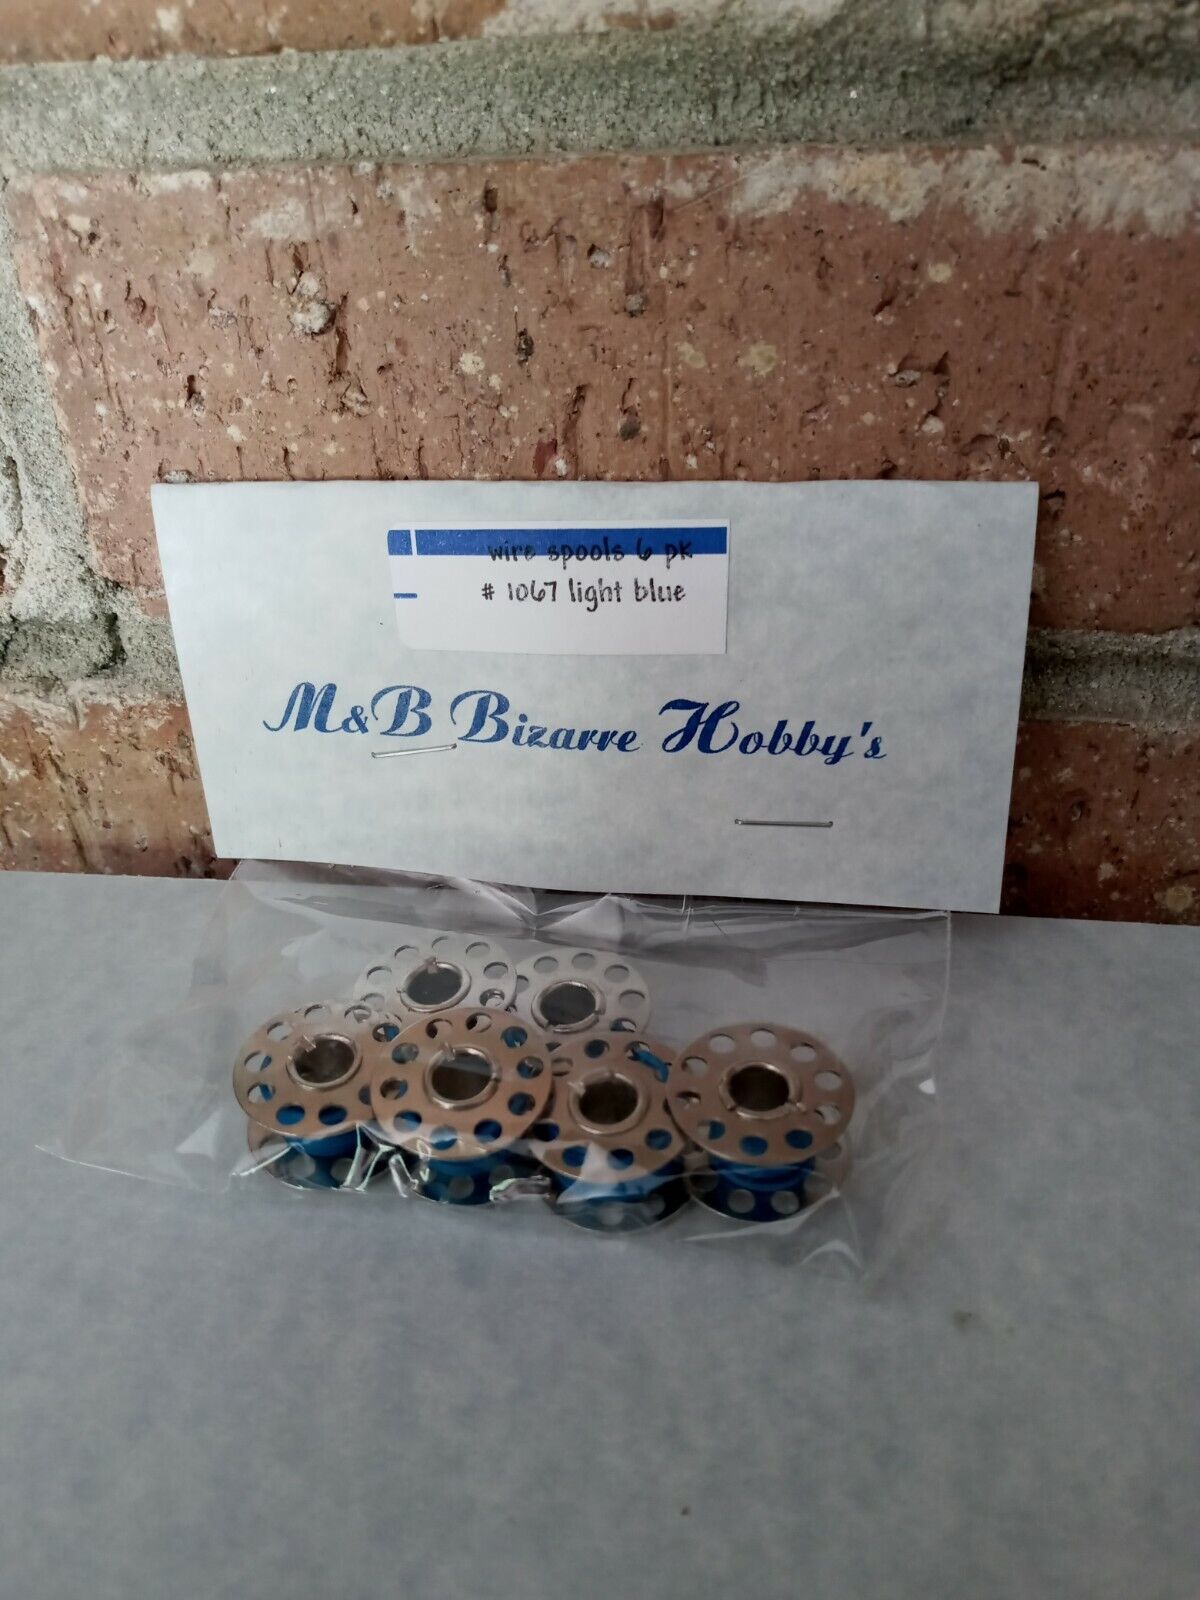 wire spools 6 pk
# 1067 light blue
M&B Bizarre Hobby's